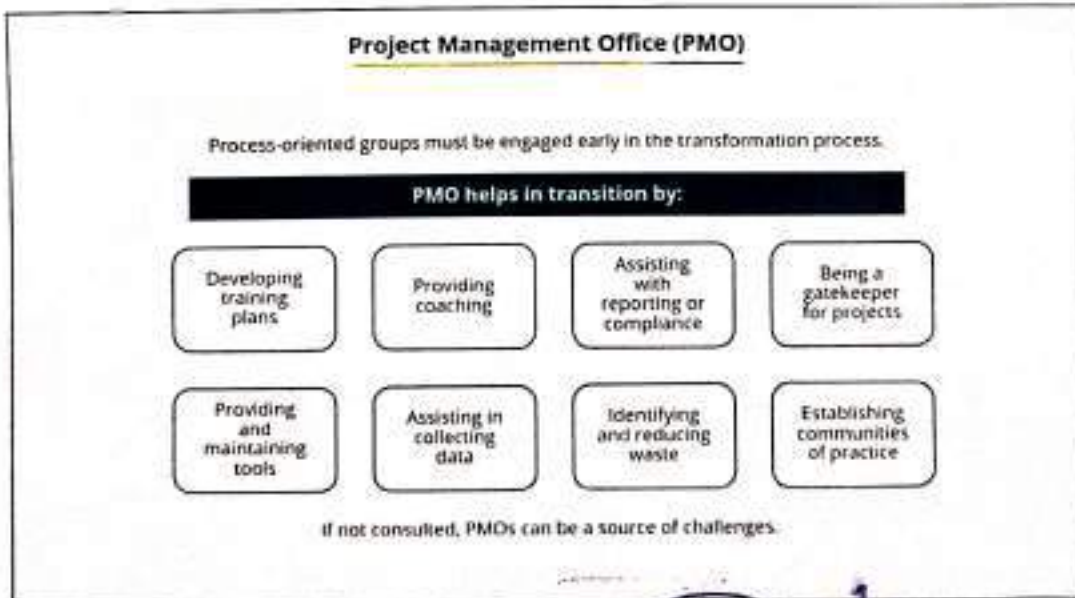 Project Management Office (PMO)
Process-oriented groups must be engaged early in the transformation process.
PMO helps in transition by:
Developing
training
plans
Providing
coaching
Assisting
with
reporting or
compliance
Being a
gatekeeper
for projects
Providing
and
maintaining
tools
Assisting in
collecting
data
Identifying
and reducing
waste
Establishing
communities
of practice
If not consulted, PMOs can be a source of challenges.